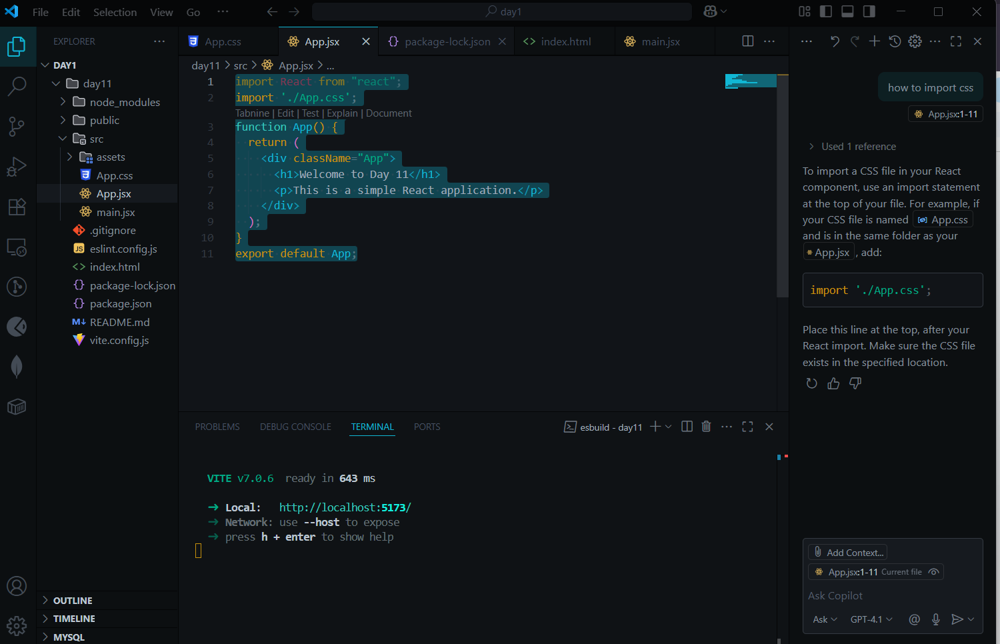 File Edit Selection View Go ··· day1
EXPLORER ···
DAY1
day11
node_modules
public
src
assets
App.css
App.jsx
main.jsx
.gitignore
JS eslint.config.js
<> index.html
{} package-lock.json
{} package.json
M↓ README.md
vite.config.js
OUTLINE
TIMELINE
MYSQL
App.css App.jsx {} package-lock.json <> index.html main.jsx ···
day11 > src > App.jsx > ...
1 import React from "react";
2 import './App.css';
Tabnine | Edit | Test | Explain | Document
3 function App() {
4 return (
5 <div className="App">
6 <h1>Welcome to Day 11</h1>
7 <p>This is a simple React application.</p>
8 </div>
9 );
10 }
11 export default App;
PROBLEMS DEBUG CONSOLE TERMINAL PORTS esbuild - day11 ···
VITE v7.0.6 ready in 643 ms
➜ Local: http://localhost:5173/
➜ Network: use --host to expose
➜ press h + enter to show help
how to import css
App.jsx:1-11
Used 1 reference
To import a CSS file in your React
component, use an import statement
at the top of your file. For example, if
your CSS file is named App.css
and is in the same folder as your
App.jsx , add:
import './App.css';
Place this line at the top, after your
React import. Make sure the CSS file
exists in the specified location.
Add Context...
App.jsx:1-11 Current file
Ask Copilot
Ask GPT-4.1 @